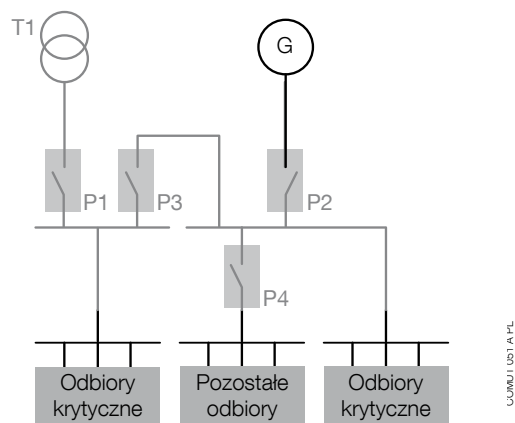 T1
G
P1
P3
P2
P4
Odbiory
krytyczne
Pozostałe
odbiory
Odbiory
krytyczne